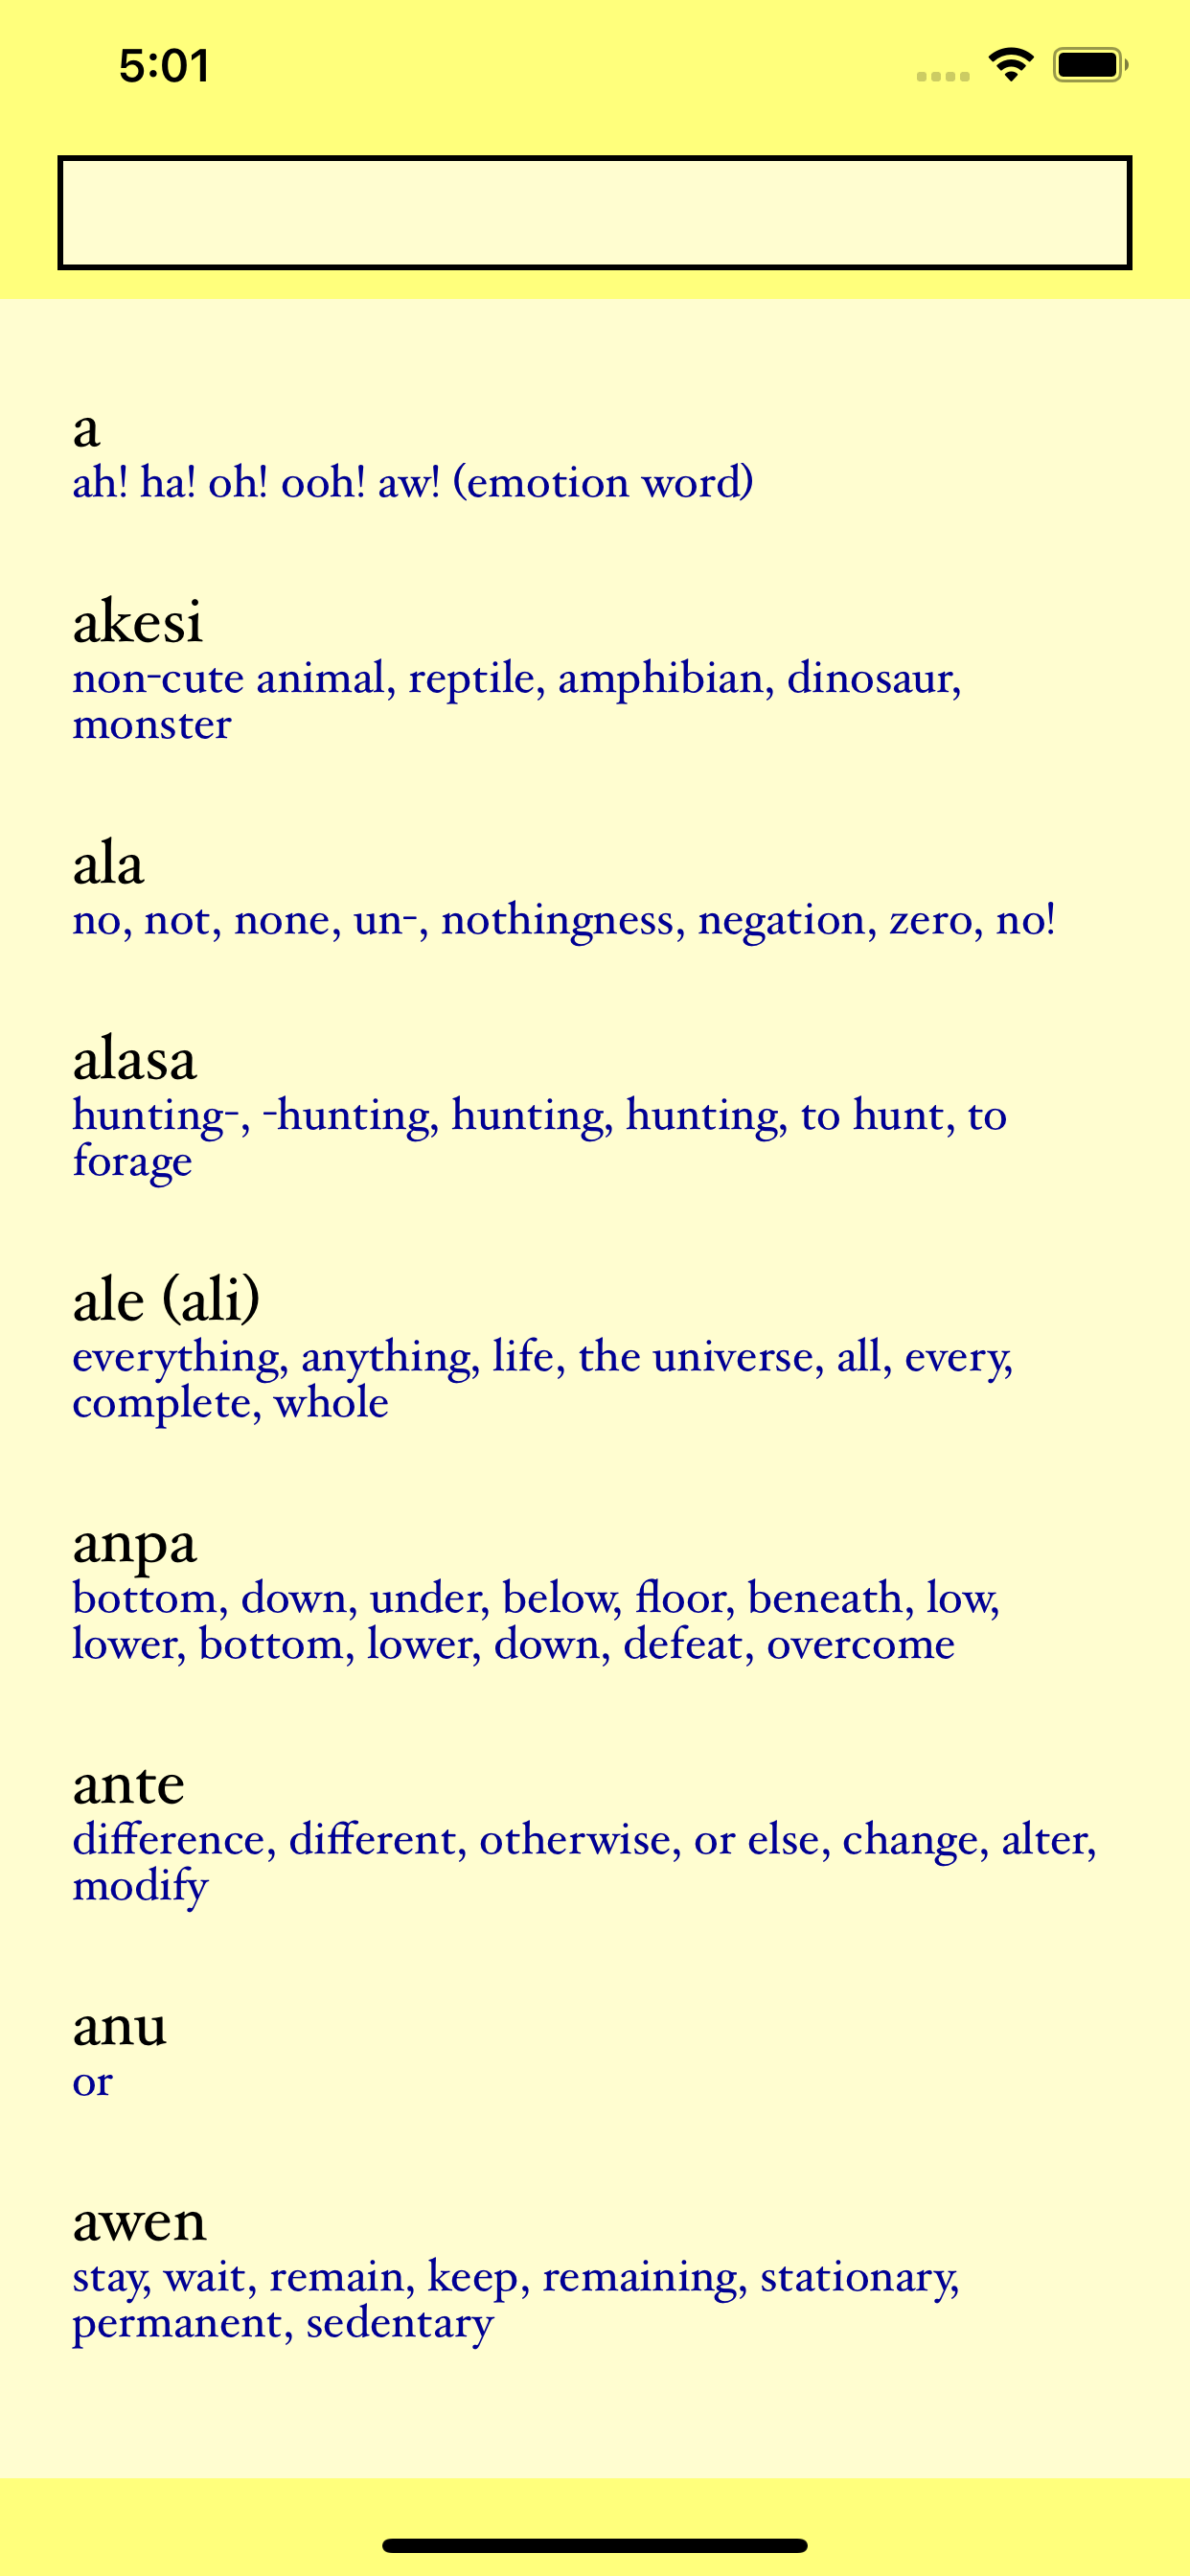 5:01
a
ah! ha! oh! ooh! aw! (emotion word)
akesi
non-cute animal, reptile, amphibian, dinosaur,
monster
ala
no, not, none, un-, nothingness, negation, zero, no!
alasa
hunting-, -hunting, hunting, hunting, to hunt, to
forage
ale (ali)
everything, anything, life, the universe, all, every,
complete, whole
anpa
bottom, down, under, below, floor, beneath, low,
lower, bottom, lower, down, defeat, overcome
ante
difference, different, otherwise, or else, change, alter,
modify
anu
or
awen
stay, wait, remain, keep, remaining, stationary,
permanent, sedentary